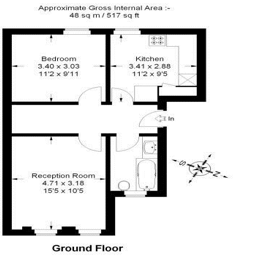 Approximate Gross Internal Area :-
48 sq m / 517 sq ft
Bedroom
3.40 x 3.03
11'2 x 9'11
Kitchen
3.41 x 2.88
11'2 x 9'5
In
Reception Room
4.71 x 3.18
15'5 x 10'5
S
N
Ground Floor